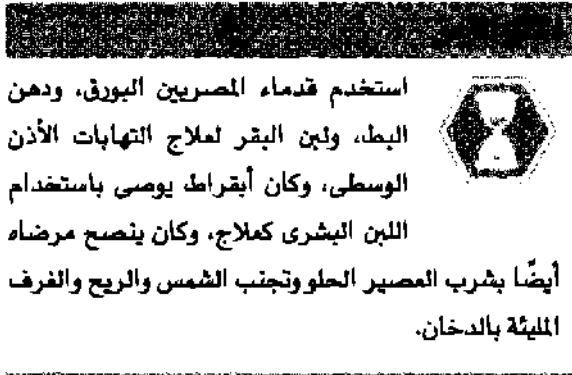 استخدم قدماء المصريين البورق، ودهن
البط، ولبن البقر لعلاج التهابات الأذن
الوسطى، وكان أبقراط يوصى باستخدام
اللبن البشرى كعلاج، وكان ينصح مرضاه
أيضًا بشرب العصير الحلو وتجنب الشمس والريح والغرف
المليئة بالدخان.